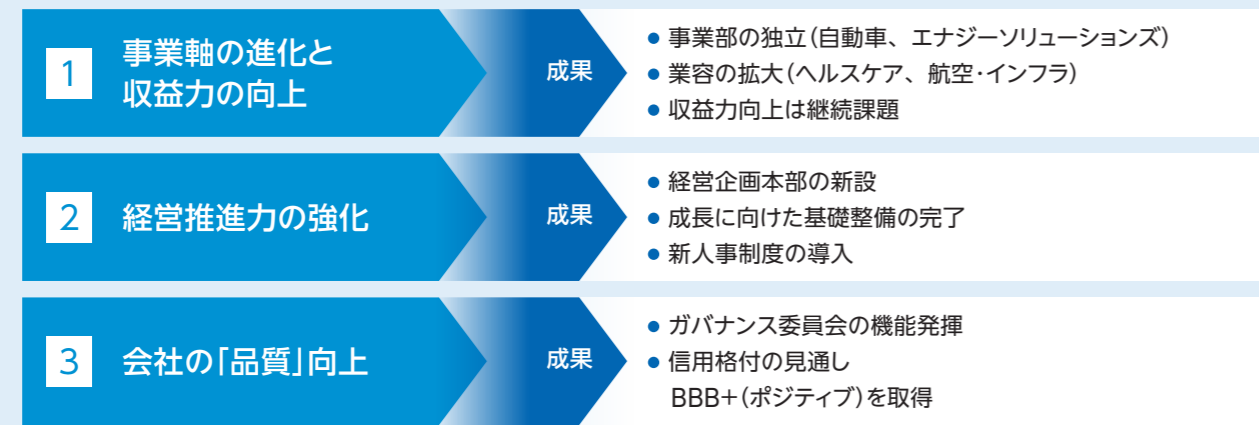 1
事業軸の進化と
収益力の向上
成果
● 事業部の独立(自動車、エナジーソリューションズ)
● 業容の拡大(ヘルスケア、航空・インフラ)
● 収益力向上は継続課題
2
経営推進力の強化
成果
● 経営企画本部の新設
● 成長に向けた基礎整備の完了
● 新人事制度の導入
3
会社の「品質」向上
成果
● ガバナンス委員会の機能発揮
● 信用格付の見通し
BBB+(ポジティブ)を取得